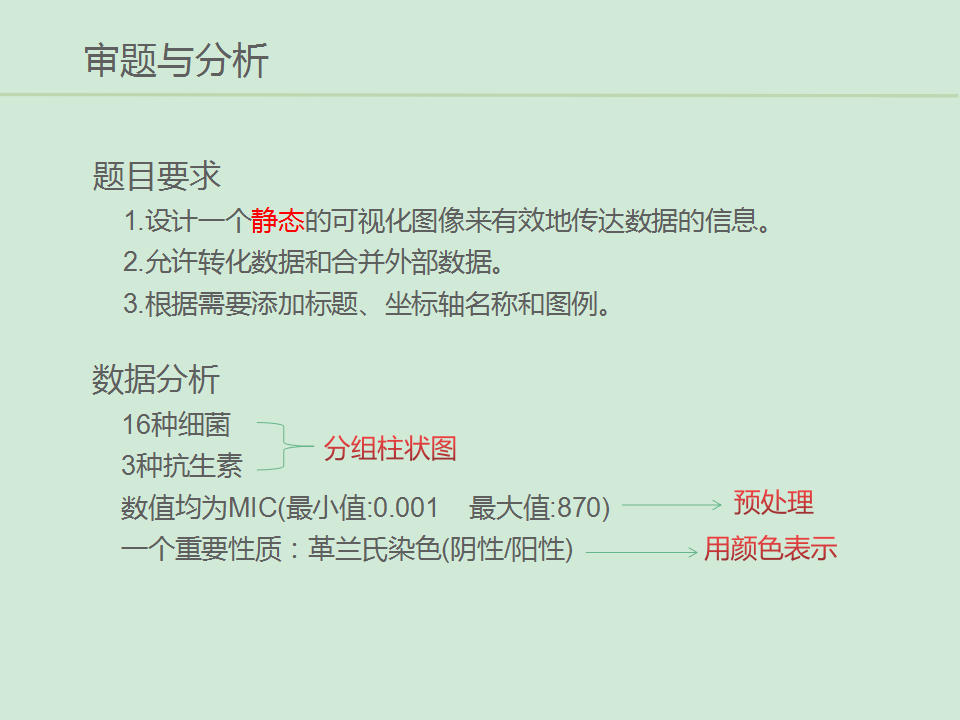 审题与分析
题目要求
1.设计一个静态的可视化图像来有效地传达数据的信息。
2.允许转化数据和合并外部数据。
3.根据需要添加标题、坐标轴名称和图例。
数据分析
16种细菌
3种抗生素
分组柱状图
数值均为MIC(最小值:0.001 最大值:870)
预处理
一个重要性质：革兰氏染色(阴性/阳性)
用颜色表示